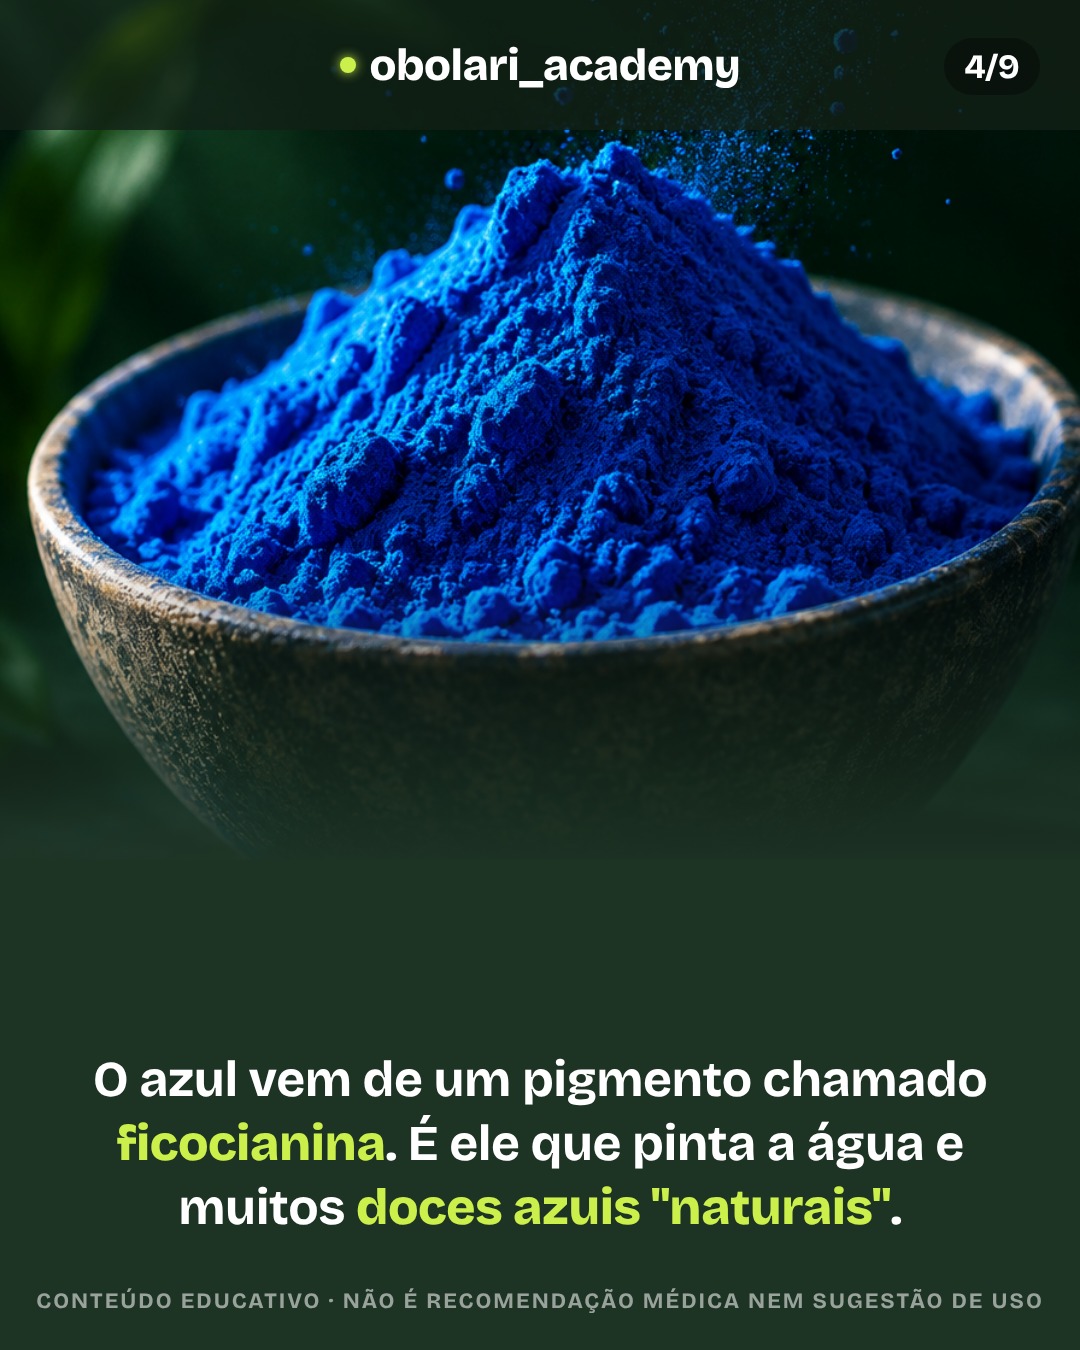 obolari_academy
4/9
O azul vem de um pigmento chamado
ficocianina. É ele que pinta a água e
muitos doces azuis "naturais".
CONTEÚDO EDUCATIVO · NÃO É RECOMENDAÇÃO MÉDICA NEM SUGESTÃO DE USO